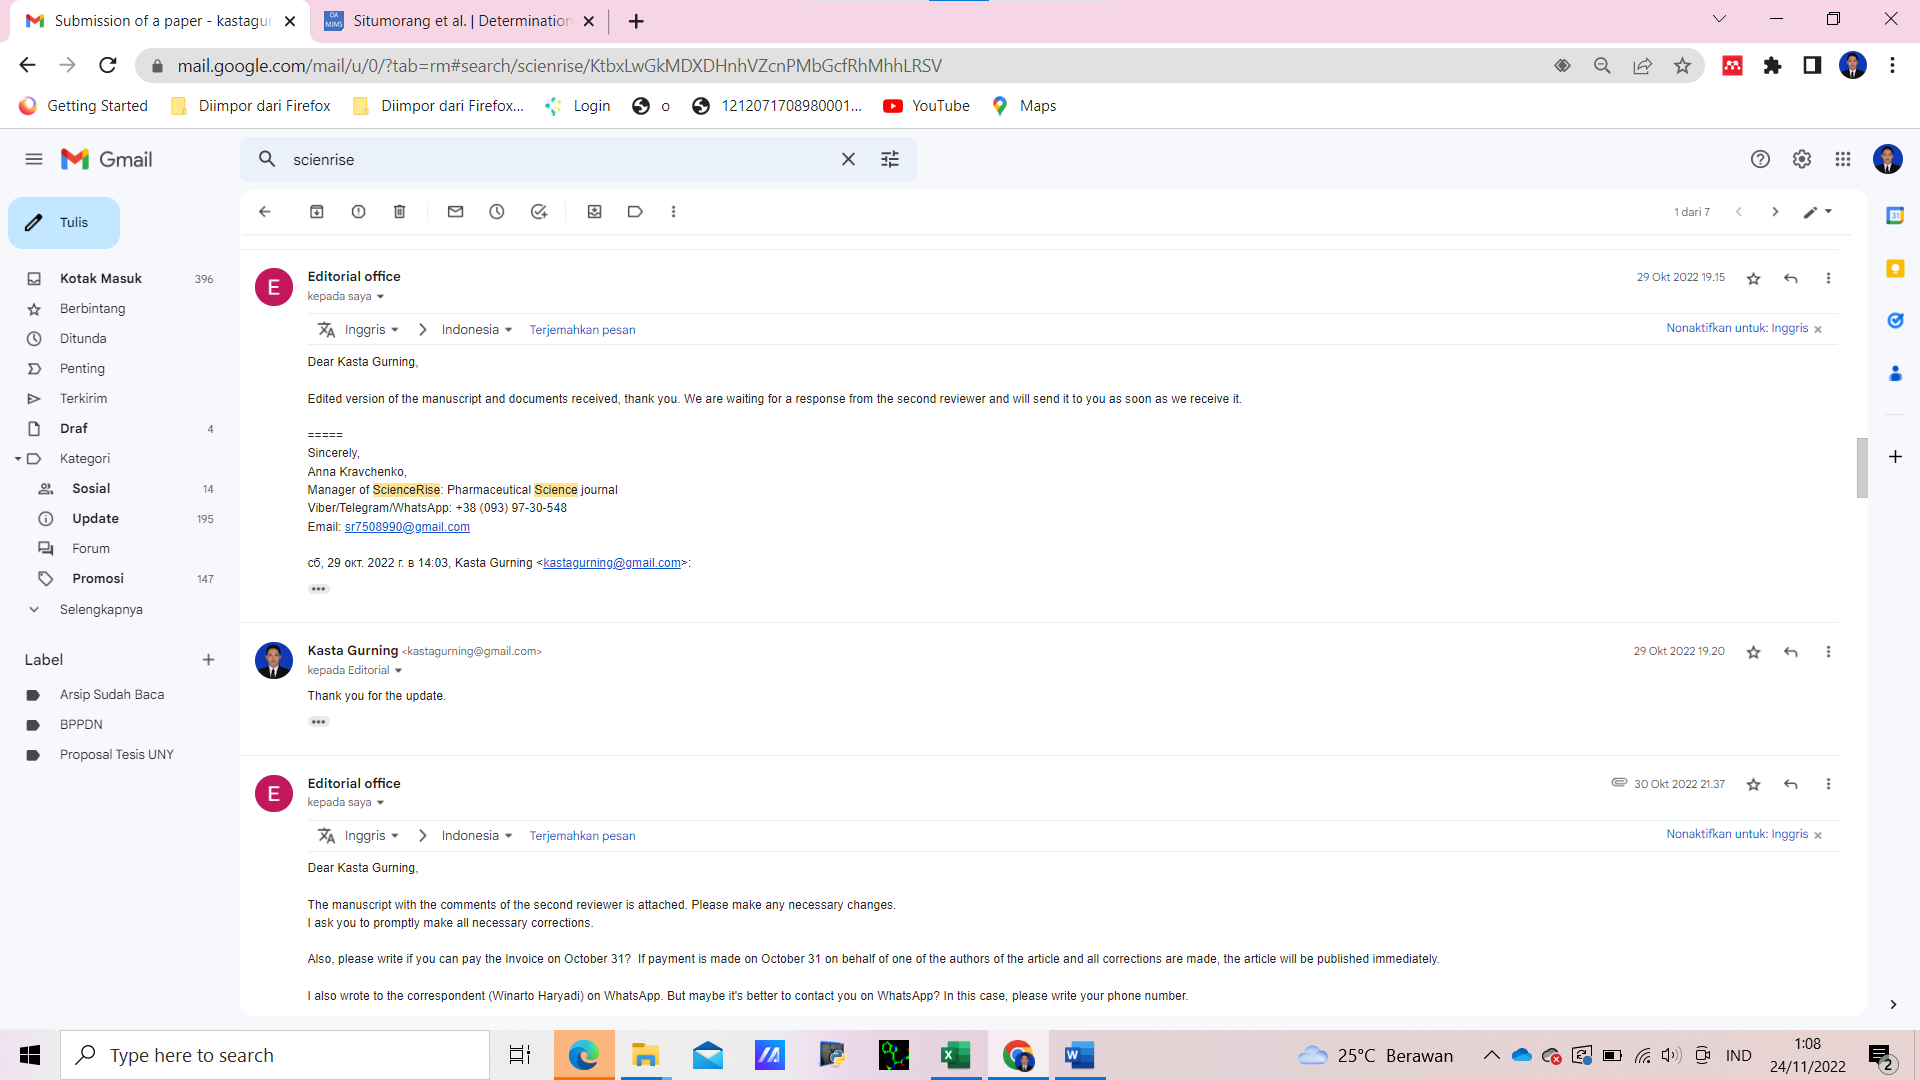 Submission of a paper - kastagur
Situmorang et al. | Determination
mail.google.com/mail/u/0/?tab=rm#search/scienrise/KtbxLwGkMDXDHnhVZcnPMbGcfRhMhhLRSV
Getting Started
Diimpor dari Firefox
Diimpor dari Firefox...
Login
o
1212071708980001...
YouTube
Maps
Gmail
scienrise
Tulis
1 dari 7
Kotak Masuk 396
Berbintang
Ditunda
Penting
Terkirim
Draf 4
Kategori
Sosial 14
Update 195
Forum
Promosi 147
Selengkapnya
Label
Arsip Sudah Baca
BPPDN
Proposal Tesis UNY
E
Editorial office 29 Okt 2022 19.15
kepada saya
Inggris Indonesia Terjemahkan pesan Nonaktifkan untuk: Inggris
Dear Kasta Gurning,
Edited version of the manuscript and documents received, thank you. We are waiting for a response from the second reviewer and will send it to you as soon as we receive it.
=====
Sincerely,
Anna Kravchenko,
Manager of ScienceRise: Pharmaceutical Science journal
Viber/Telegram/WhatsApp: +38 (093) 97-30-548
Email: sr7508990@gmail.com
сб, 29 окт. 2022 г. в 14:03, Kasta Gurning <kastagurning@gmail.com>:
Kasta Gurning <kastagurning@gmail.com> 29 Okt 2022 19.20
kepada Editorial
Thank you for the update.
E
Editorial office 30 Okt 2022 21.37
kepada saya
Inggris Indonesia Terjemahkan pesan Nonaktifkan untuk: Inggris
Dear Kasta Gurning,
The manuscript with the comments of the second reviewer is attached. Please make any necessary changes.
I ask you to promptly make all necessary corrections.
Also, please write if you can pay the Invoice on October 31?  If payment is made on October 31 on behalf of one of the authors of the article and all corrections are made, the article will be published immediately.
I also wrote to the correspondent (Winarto Haryadi) on WhatsApp. But maybe it's better to contact you on WhatsApp? In this case, please write your phone number.
Type here to search
25°C Berawan
IND
1:08
24/11/2022
2